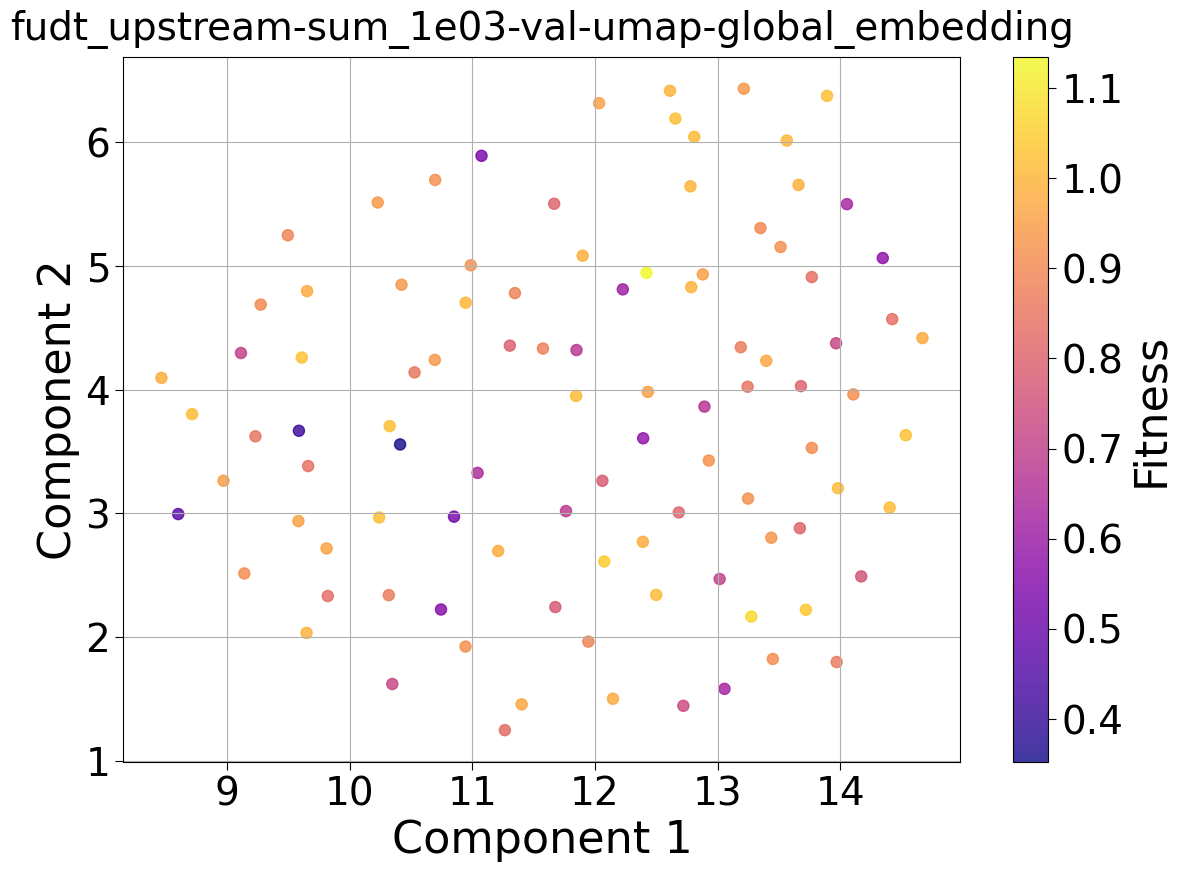 fudt_upstream-sum_1e03-val-umap-global_embedding
Component 2
6
5
4
3
2
1
9 10 11 12 13 14
Component 1
1.1
1.0
0.9
0.8
0.7
0.6
0.5
0.4
Fitness